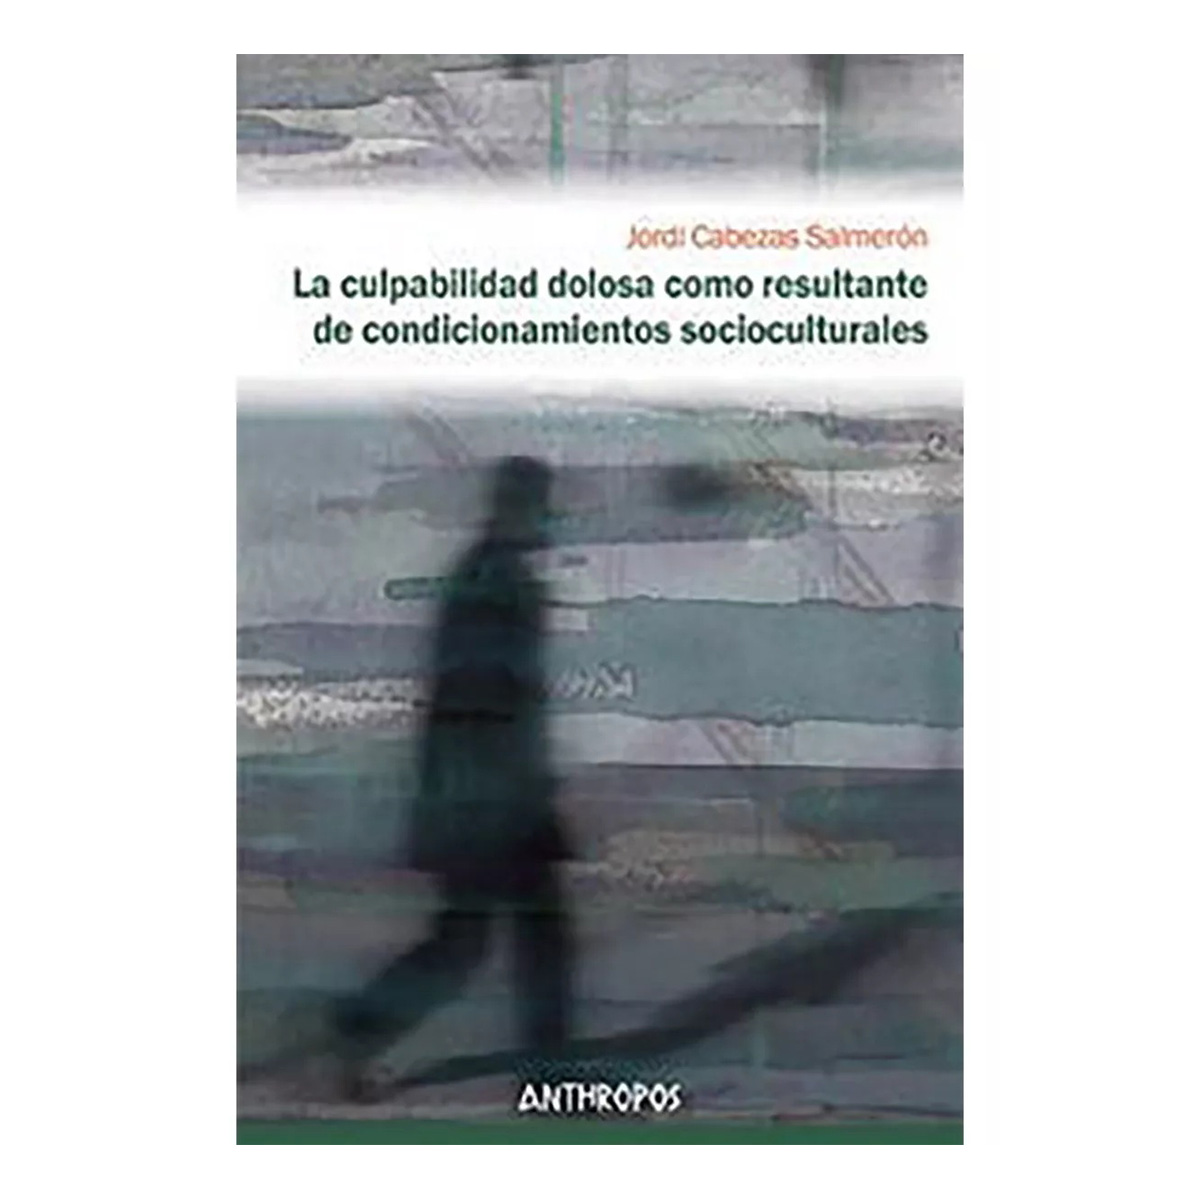 Jordi Cabezas Salmerón
La culpabilidad dolosa como resultante
de condicionamientos socioculturales
ANTHROPOS